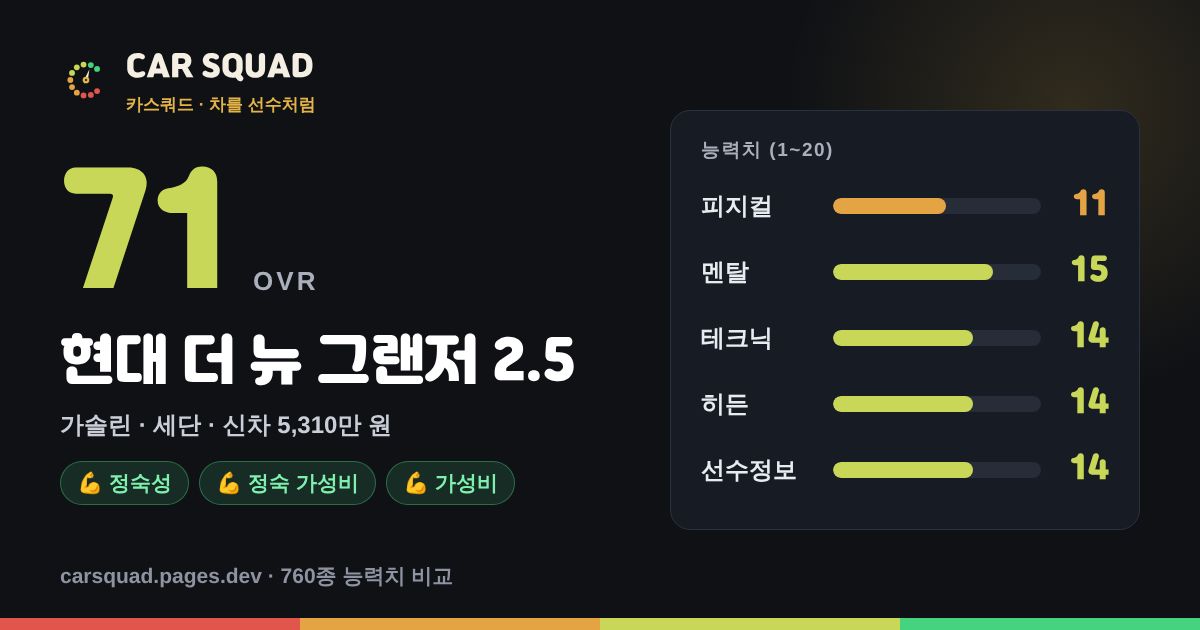 CAR SQUAD
카스쿼드 · 차를 선수처럼
71 OVR
현대 더 뉴 그랜저 2.5
가솔린 · 세단 · 신차 5,310만 원
💪 정숙성 💪 정숙 가성비 💪 가성비
carsquad.pages.dev · 760종 능력치 비교
능력치 (1~20)
피지컬 11
멘탈 15
테크닉 14
히든 14
선수정보 14